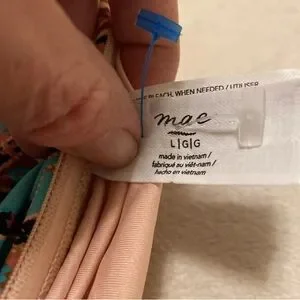 BLEACH, WHEN NEEDED / UTILISER
mac
L|G|G
made in vietnam /
fabriqué au viêt-nam /
hecho en vietnam